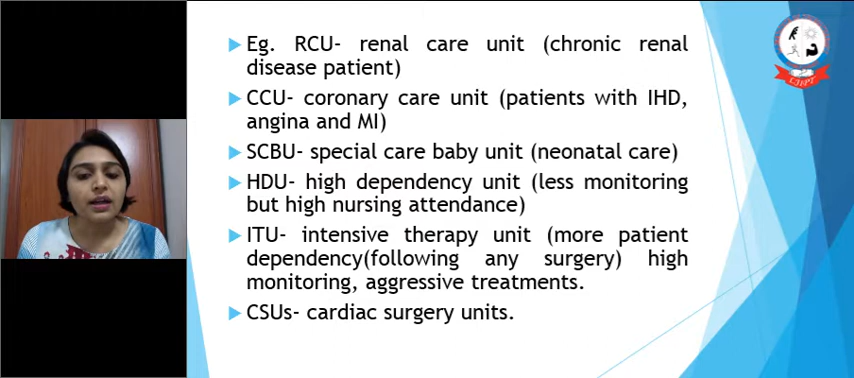 Eg. RCU- renal care unit (chronic renal
disease patient)
CCU- coronary care unit (patients with IHD,
angina and MI)
SCBU- special care baby unit (neonatal care)
HDU- high dependency unit (less monitoring
but high nursing attendance)
ITU- intensive therapy unit (more patient
dependency(following any surgery) high
monitoring, aggressive treatments.
CSUs- cardiac surgery units.